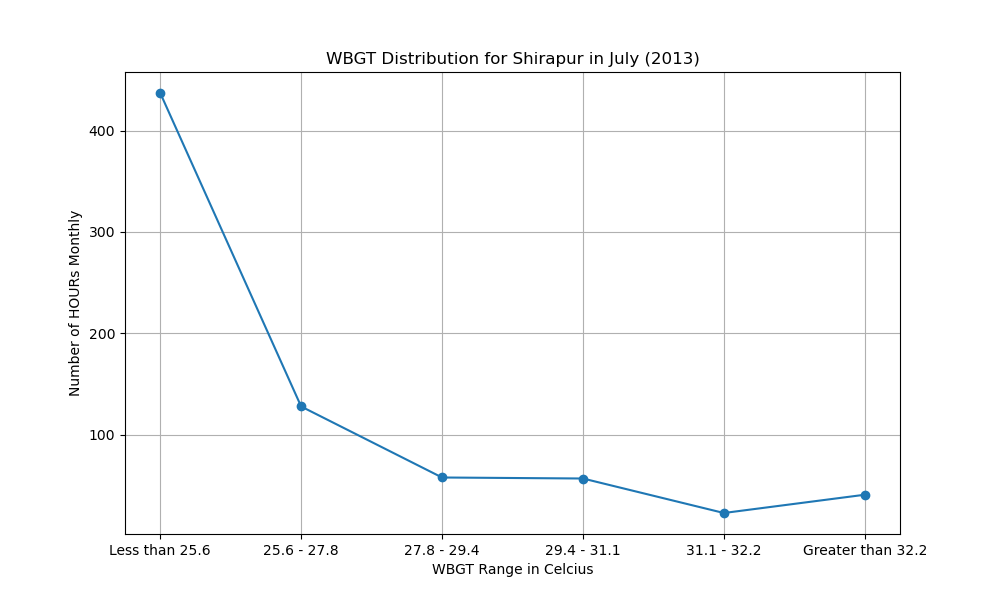 WBGT Distribution for Shirapur in July (2013)
Number of HOURs Monthly
400
300
200
100
Less than 25.6
25.6 - 27.8
27.8 - 29.4
29.4 - 31.1
31.1 - 32.2
Greater than 32.2
WBGT Range in Celcius